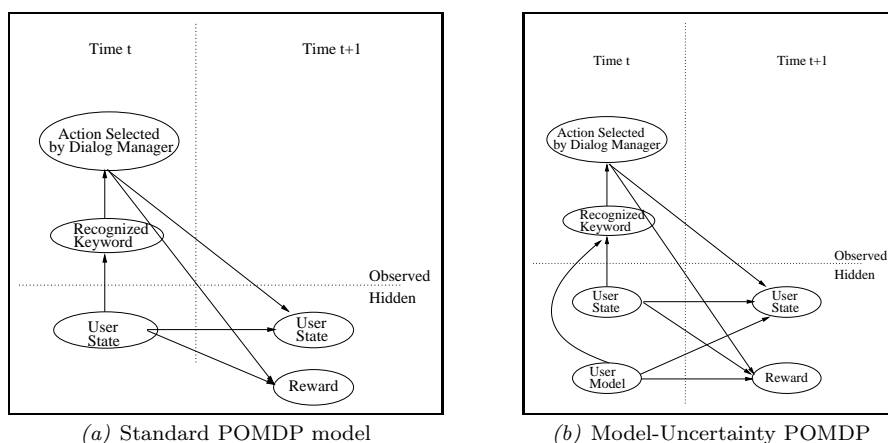 Time t
Time t+1
Action Selected
by Dialog Manager
Recognized
Keyword
Observed
Hidden
User
State
User
State
Reward
(a) Standard POMDP model
Time t
Time t+1
Action Selected
by Dialog Manager
Recognized
Keyword
Observed
Hidden
User
State
User
State
User
Model
Reward
(b) Model-Uncertainty POMDP